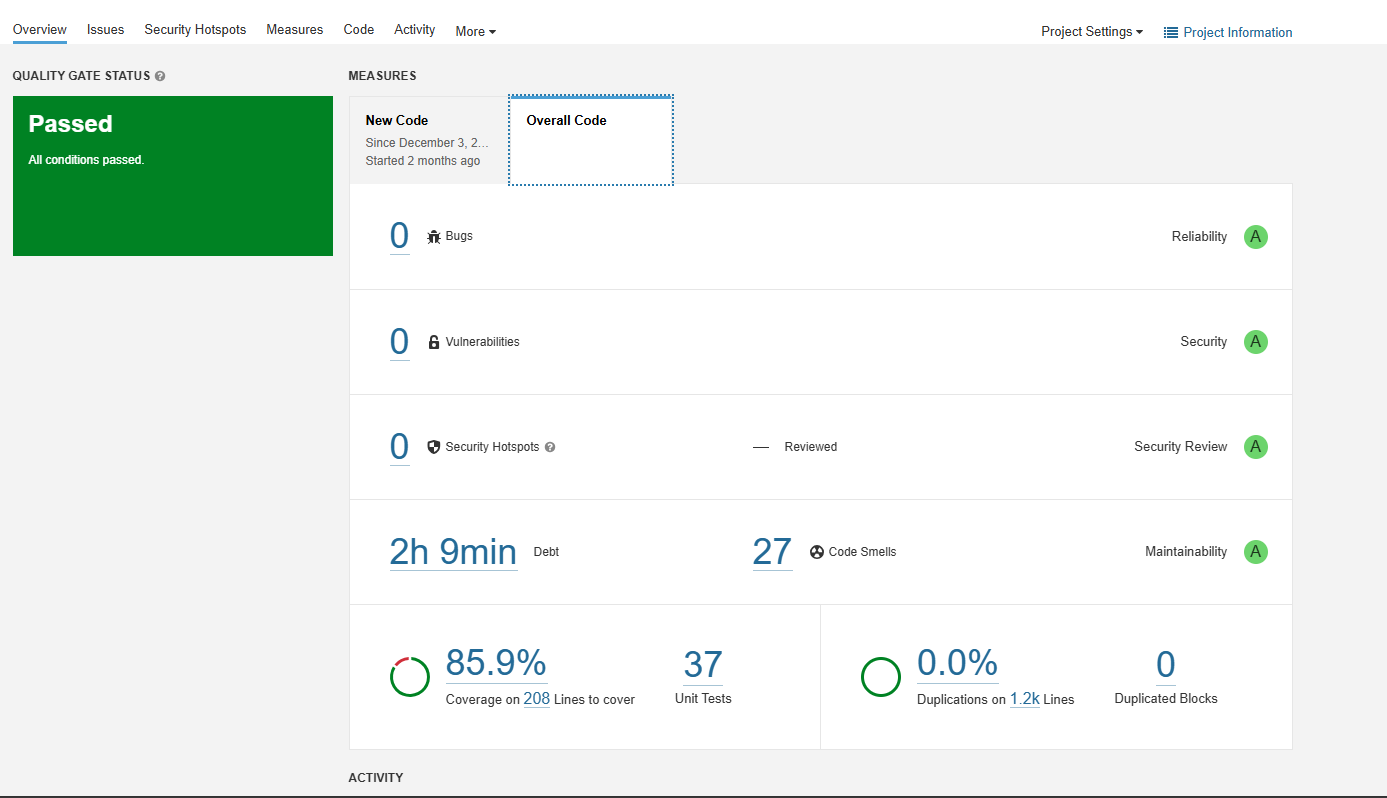 Overview Issues Security Hotspots Measures Code Activity More Project Settings Project Information
QUALITY GATE STATUS
Passed
All conditions passed.
MEASURES
New Code
Since December 3, 2...
Started 2 months ago
Overall Code
0 Bugs Reliability A
0 Vulnerabilities Security A
0 Security Hotspots — Reviewed Security Review A
2h 9min Debt 27 Code Smells Maintainability A
85.9%
Coverage on 208 Lines to cover
37
Unit Tests
0.0%
Duplications on 1.2k Lines
0
Duplicated Blocks
ACTIVITY